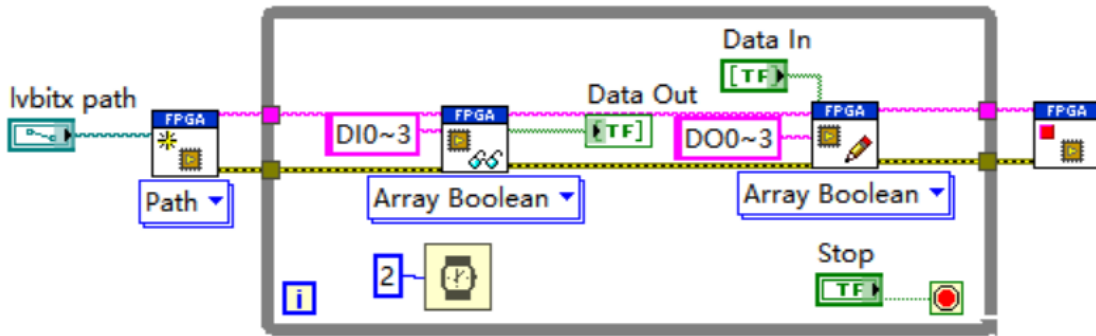 Data In
lvbitx path
Data Out
FPGA
FPGA
FPGA
FPGA
[TF]
DI0~3
[TF]
DO0~3
Path
Array Boolean
Array Boolean
Stop
2
i
TF